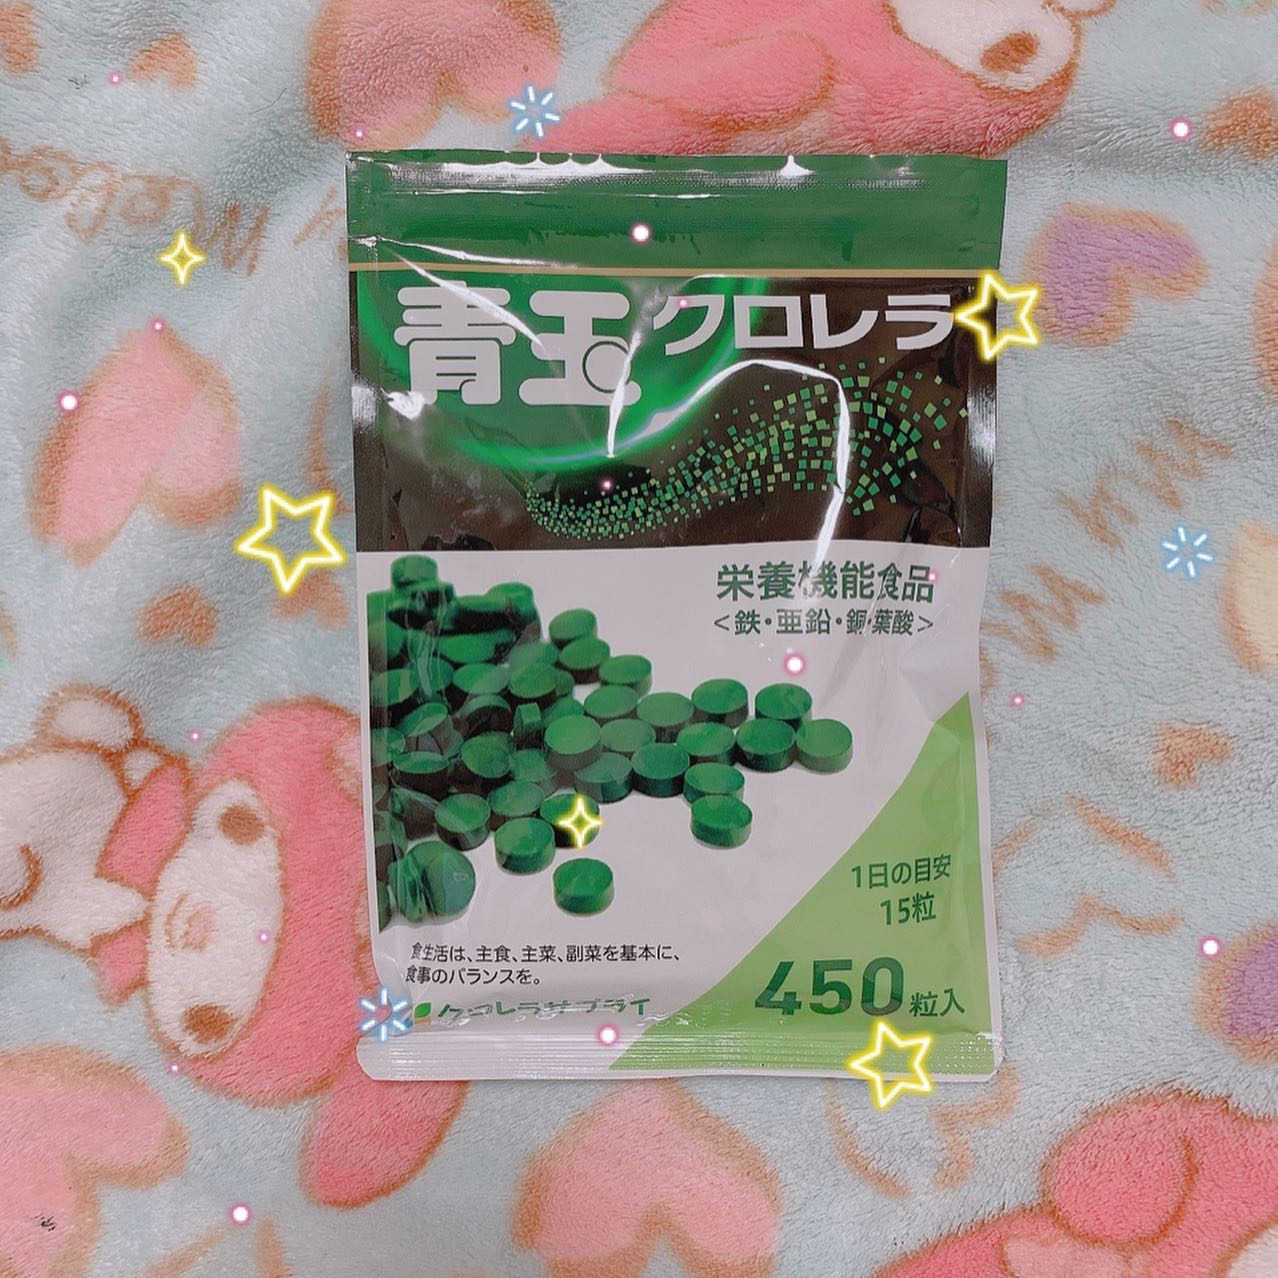 青玉クロレラ
栄養機能食品
<鉄・亜鉛・銅・葉酸>
1日の目安
15粒
食生活は、主食、主菜、副菜を基本に、
食事のバランスを。
クロレラサプライ
450粒入